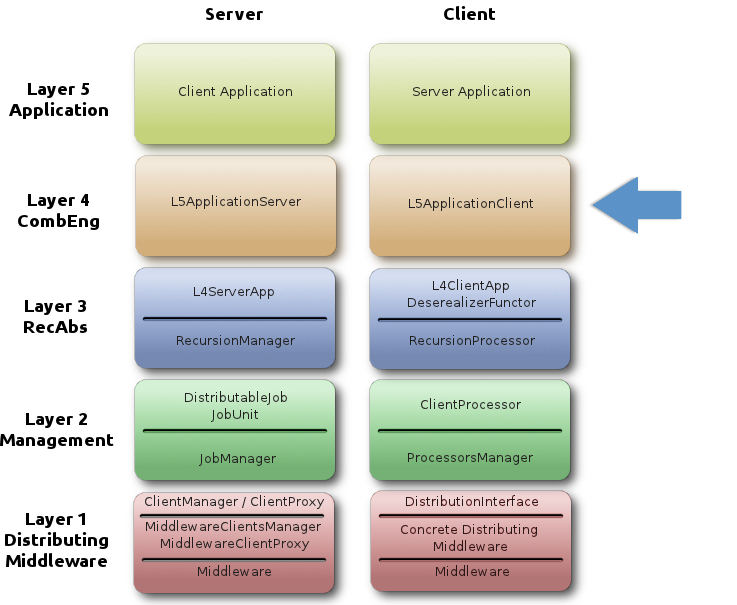 Server
Client
Layer 5
Application
Client Application
Server Application
Layer 4
CombEng
L5ApplicationServer
L5ApplicationClient
Layer 3
RecAbs
L4ServerApp
RecursionManager
L4ClientApp
DeserealizerFunctor
RecursionProcessor
Layer 2
Management
DistributableJob
JobUnit
JobManager
ClientProcessor
ProcessorsManager
Layer 1
Distributing
Middleware
ClientManager / ClientProxy
MiddlewareClientsManager
MiddlewareClientProxy
Middleware
DistributionInterface
Concrete Distributing
Middleware
Middleware